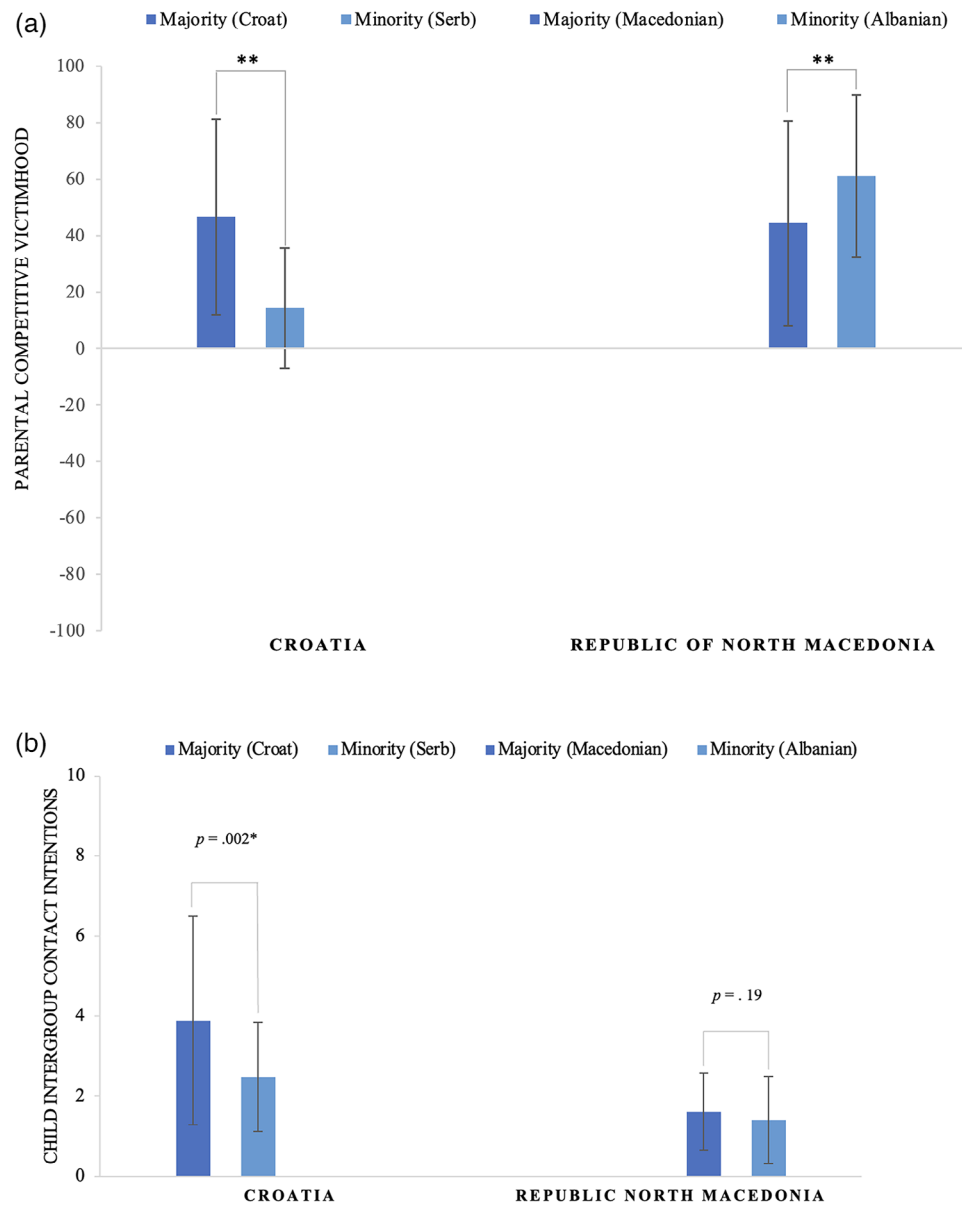 (a)
Majority (Croat) Minority (Serb) Majority (Macedonian) Minority (Albanian)
100
80
60
40
20
0
-20
-40
-60
-80
-100
PARENTAL COMPETITIVE VICTIMHOOD
**
**
CROATIA REPUBLIC OF NORTH MACEDONIA
(b)
Majority (Croat) Minority (Serb) Majority (Macedonian) Minority (Albanian)
10
8
6
4
2
0
CHILD INTERGROUP CONTACT INTENTIONS
p = .002*
p = . 19
CROATIA REPUBLIC NORTH MACEDONIA